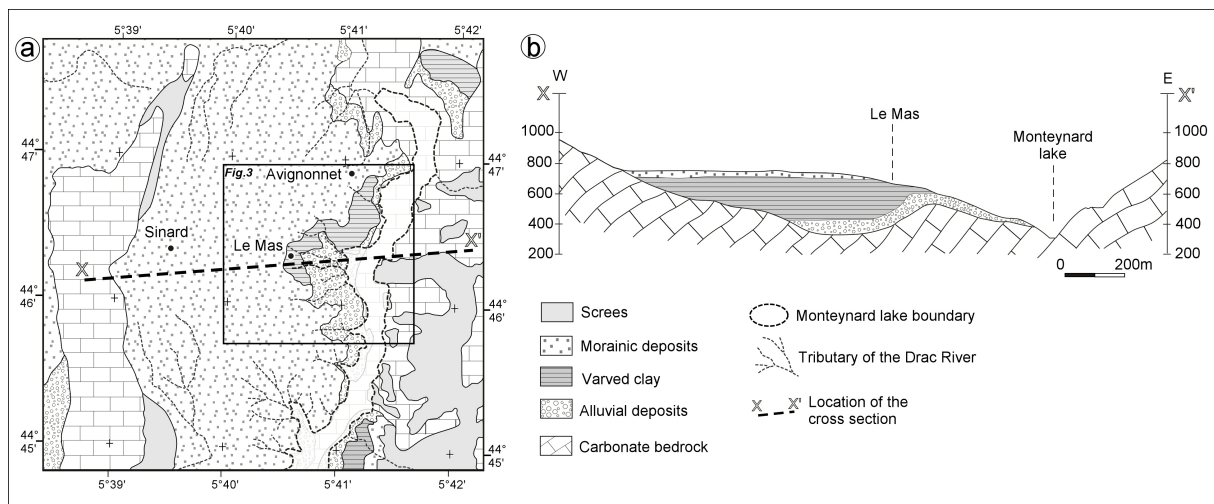 a
5°39'
5°40'
5°41'
5°42'
44°
47'
44°
46'
44°
45'
44°
47'
44°
46'
44°
45'
Fig.3
Avignonnet
Sinard
Le Mas
X
X'
5°39'
5°40'
5°41'
5°42'
b
W
E
X
X'
Le Mas
Monteynard
lake
1000
800
600
400
200
1000
800
600
400
200
0 200m
Screes
Morainic deposits
Varved clay
Alluvial deposits
Carbonate bedrock
Monteynard lake boundary
Tributary of the Drac River
X X' Location of the
cross section